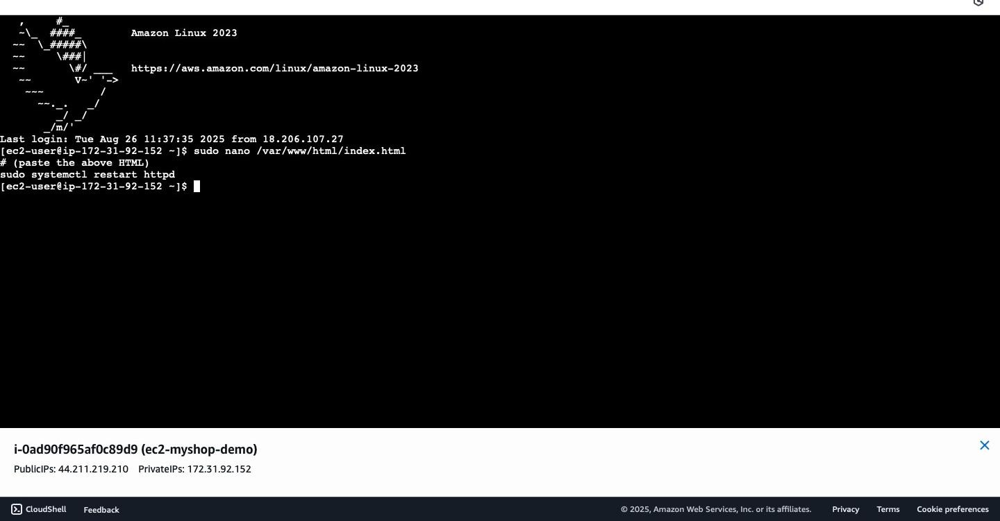 ,     #_
   ~\_  ####_        Amazon Linux 2023
  ~~  \_#####\
  ~~     \###|
  ~~       \#/ ___   https://aws.amazon.com/linux/amazon-linux-2023
   ~~       V~' '->
    ~~~         /
      ~~._.   _/
         _/ _/
       _/m/'
Last login: Tue Aug 26 11:37:35 2025 from 18.206.107.27
[ec2-user@ip-172-31-92-152 ~]$ sudo nano /var/www/html/index.html
# (paste the above HTML)
sudo systemctl restart httpd
[ec2-user@ip-172-31-92-152 ~]$
i-0ad90f965af0c89d9 (ec2-myshop-demo)
PublicIPs: 44.211.219.210    PrivateIPs: 172.31.92.152
CloudShell    Feedback    © 2025, Amazon Web Services, Inc. or its affiliates.    Privacy    Terms    Cookie preferences